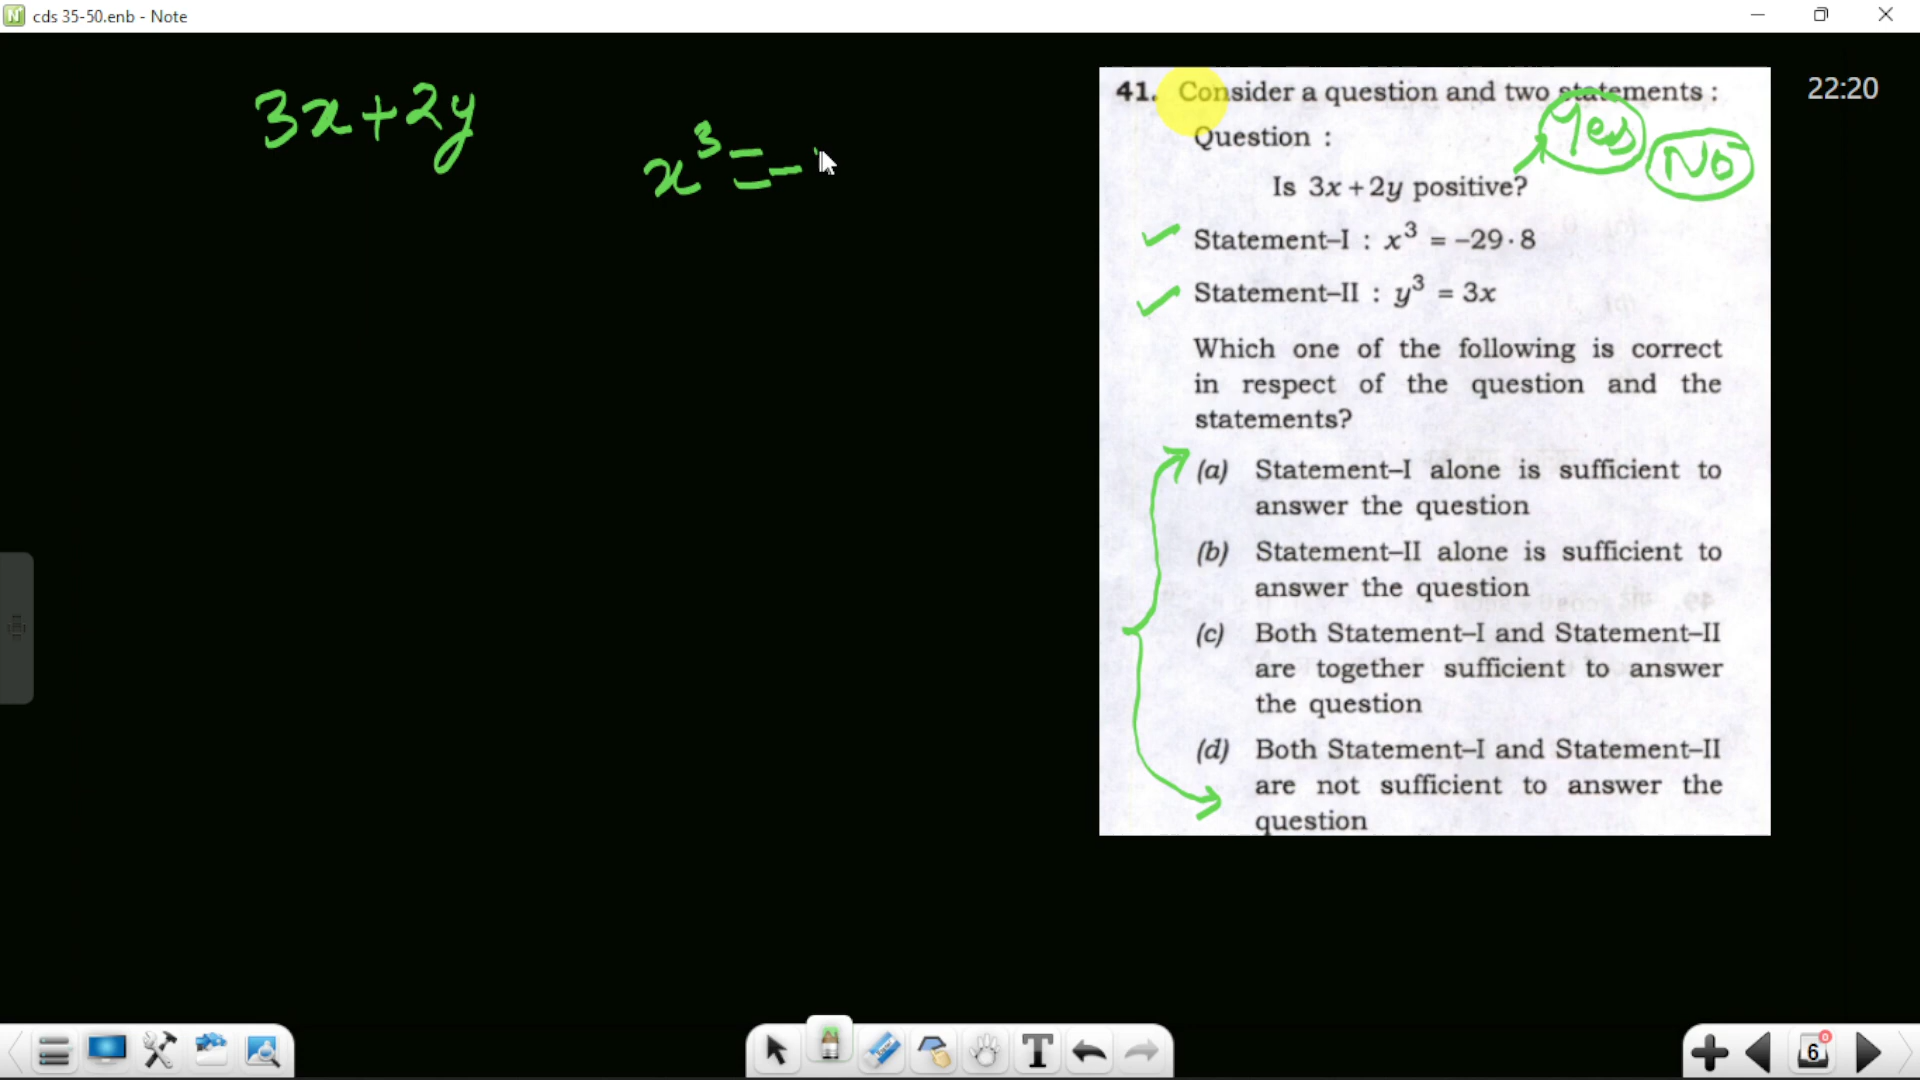 cds 35-50.enb - Note
3x+2y
x³=-
22:20
41. Consider a question and two statements :
Yes
No
Question :
Is 3x+2y positive?
Statement–I : x³ = –29·8
Statement–II : y³ = 3x
Which one of the following is correct
in respect of the question and the
statements?
(a) Statement–I alone is sufficient to
answer the question
(b) Statement–II alone is sufficient to
answer the question
(c) Both Statement–I and Statement–II
are together sufficient to answer
the question
(d) Both Statement–I and Statement–II
are not sufficient to answer the
question
T
6
0